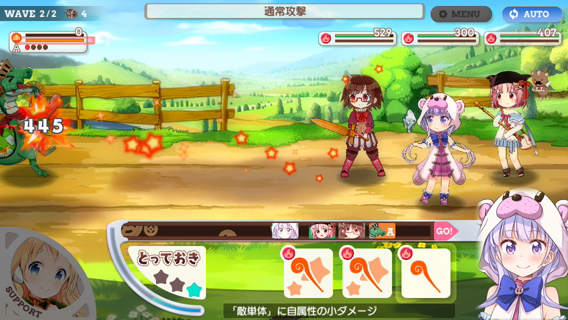 WAVE 2/2 4
通常攻撃
MENU
AUTO
0
529
300
407
A
445
GO!
A
とっておき
SUPPORT
「敵単体」に自属性の小ダメージ